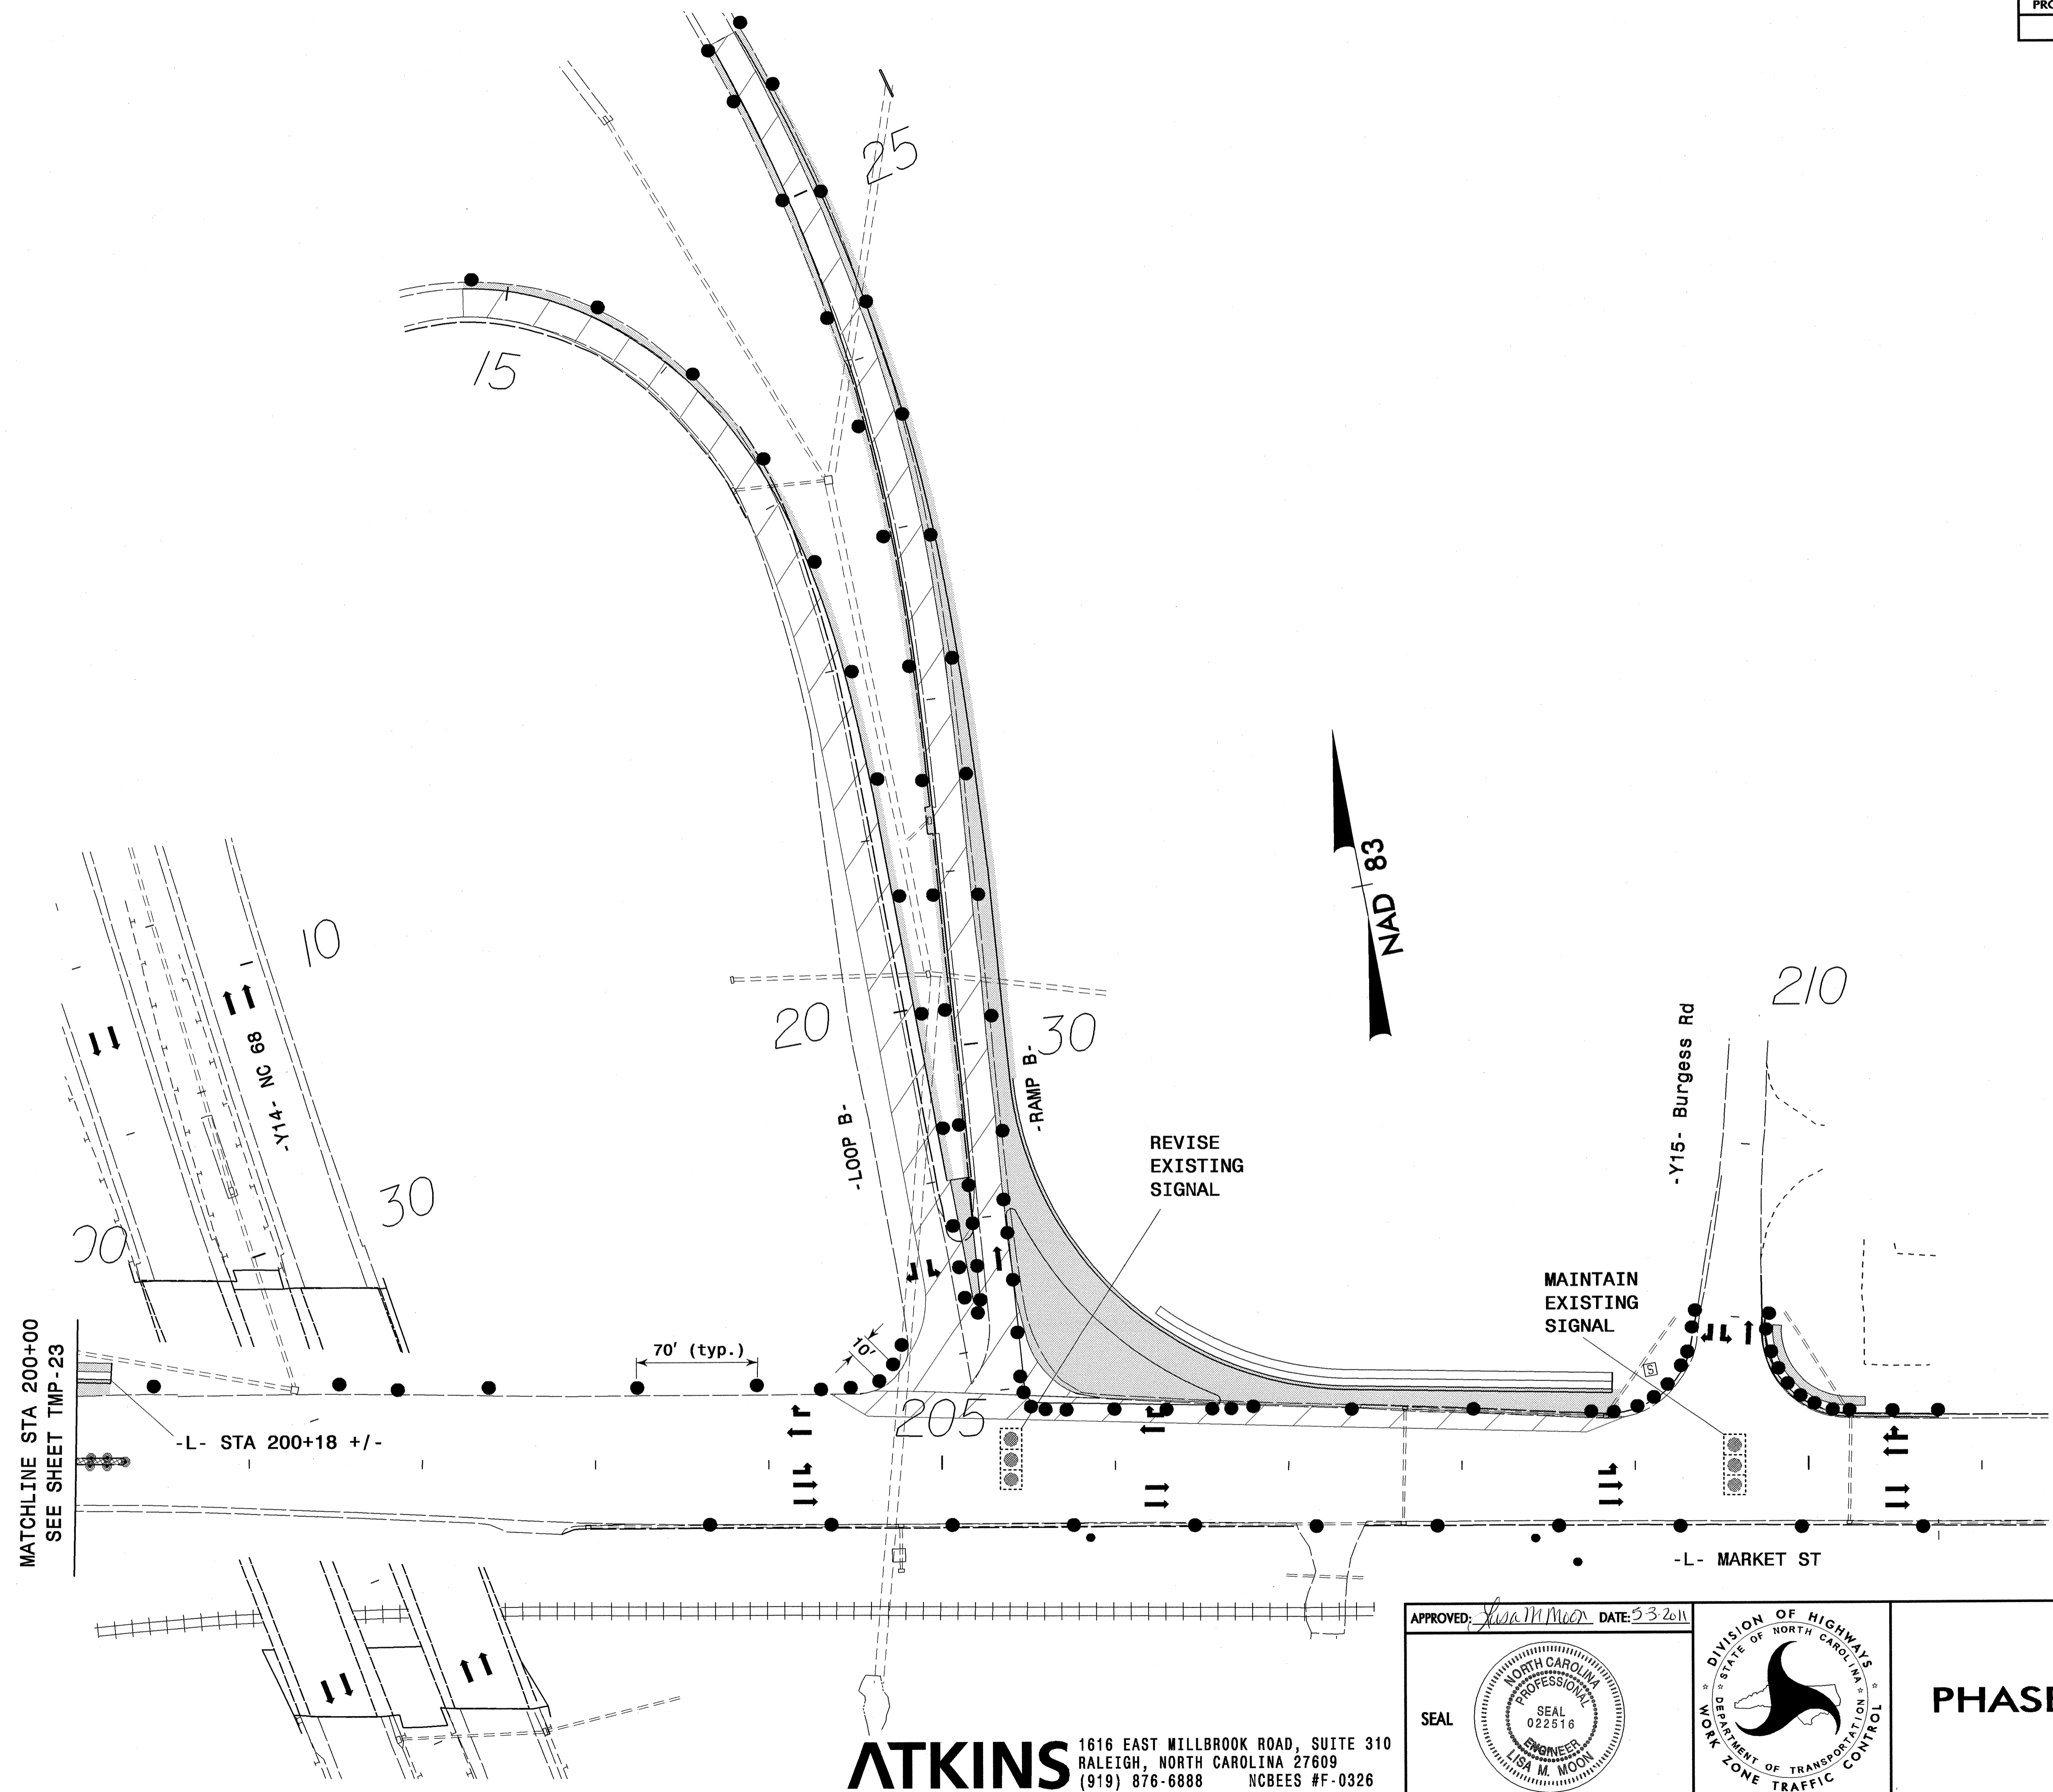 PRO
25
15
NAD 83
10
210
-Y14- NC 68
20
30
-LOOP B-
-RAMP B-
-Y15- Burgess Rd
REVISE
EXISTING
SIGNAL
30
00
MAINTAIN
EXISTING
SIGNAL
S
MATCHLINE STA 200+00
SEE SHEET TMP-23
70' (typ.)
10'
205
-L- STA 200+18 +/-
-L- MARKET ST
APPROVED: Lisa M Moon DATE: 5-3-2011
SEAL
NORTH CAROLINA
PROFESSIONAL
SEAL
022516
ENGINEER
LISA M. MOON
DIVISION OF HIGHWAYS
STATE OF NORTH CAROLINA
DEPARTMENT OF TRANSPORTATION
WORK ZONE TRAFFIC CONTROL
PHASE
ATKINS
1616 EAST MILLBROOK ROAD, SUITE 310
RALEIGH, NORTH CAROLINA 27609
(919) 876-6888 NCBEES #F-0326